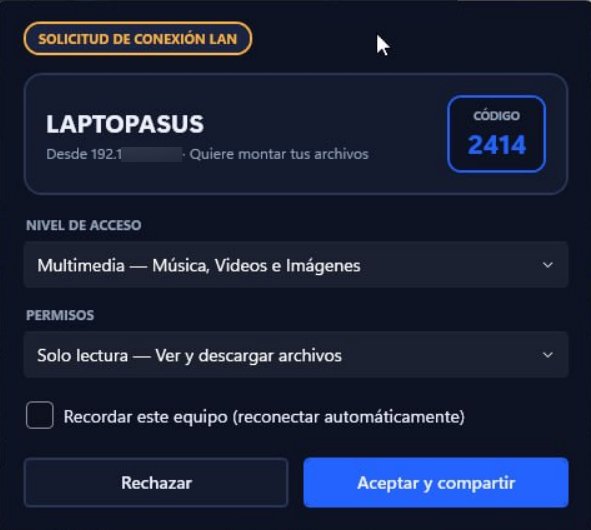 SOLICITUD DE CONEXIÓN LAN
LAPTOPASUS
Desde 192.1 · Quiere montar tus archivos
CÓDIGO
2414
NIVEL DE ACCESO
Multimedia — Música, Videos e Imágenes
PERMISOS
Solo lectura — Ver y descargar archivos
Recordar este equipo (reconectar automáticamente)
Rechazar
Aceptar y compartir